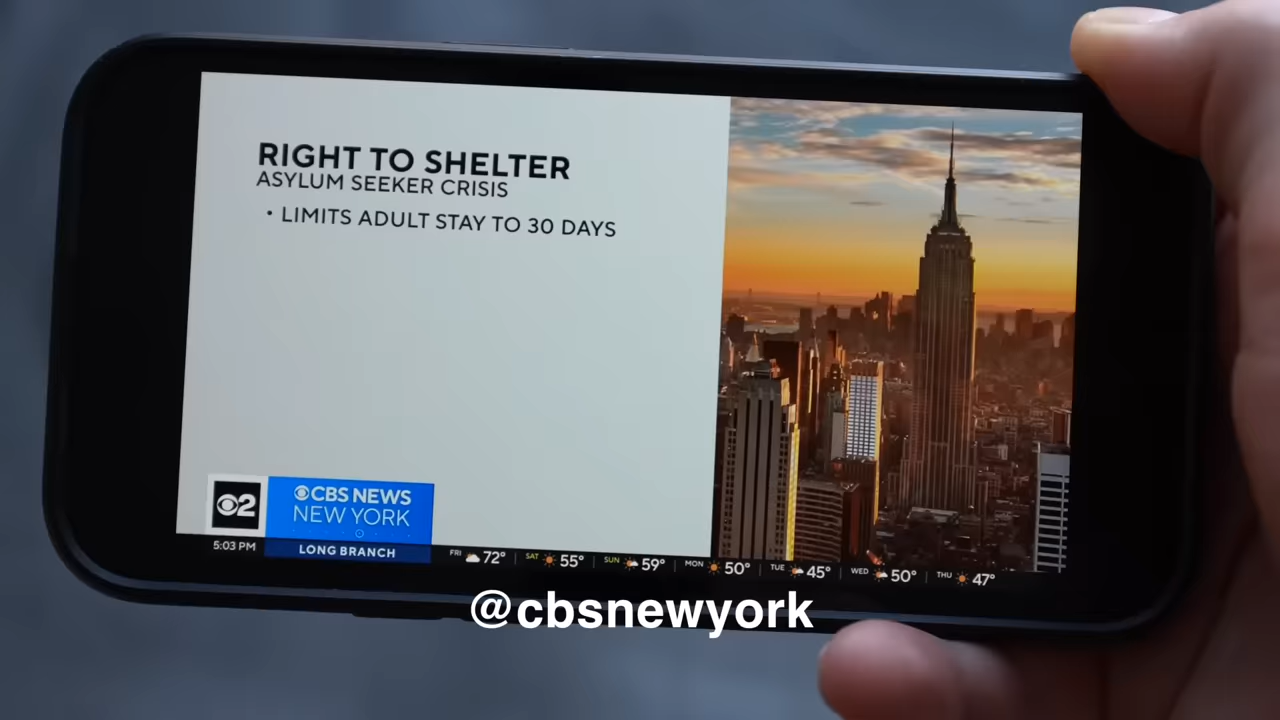 RIGHT TO SHELTER
ASYLUM SEEKER CRISIS
• LIMITS ADULT STAY TO 30 DAYS
2
CBS NEWS
NEW YORK
5:03 PM
LONG BRANCH
FRI 72° SAT 55° SUN 59° MON 50° TUE 45° WED 50° THU 47°
@cbsnewyork